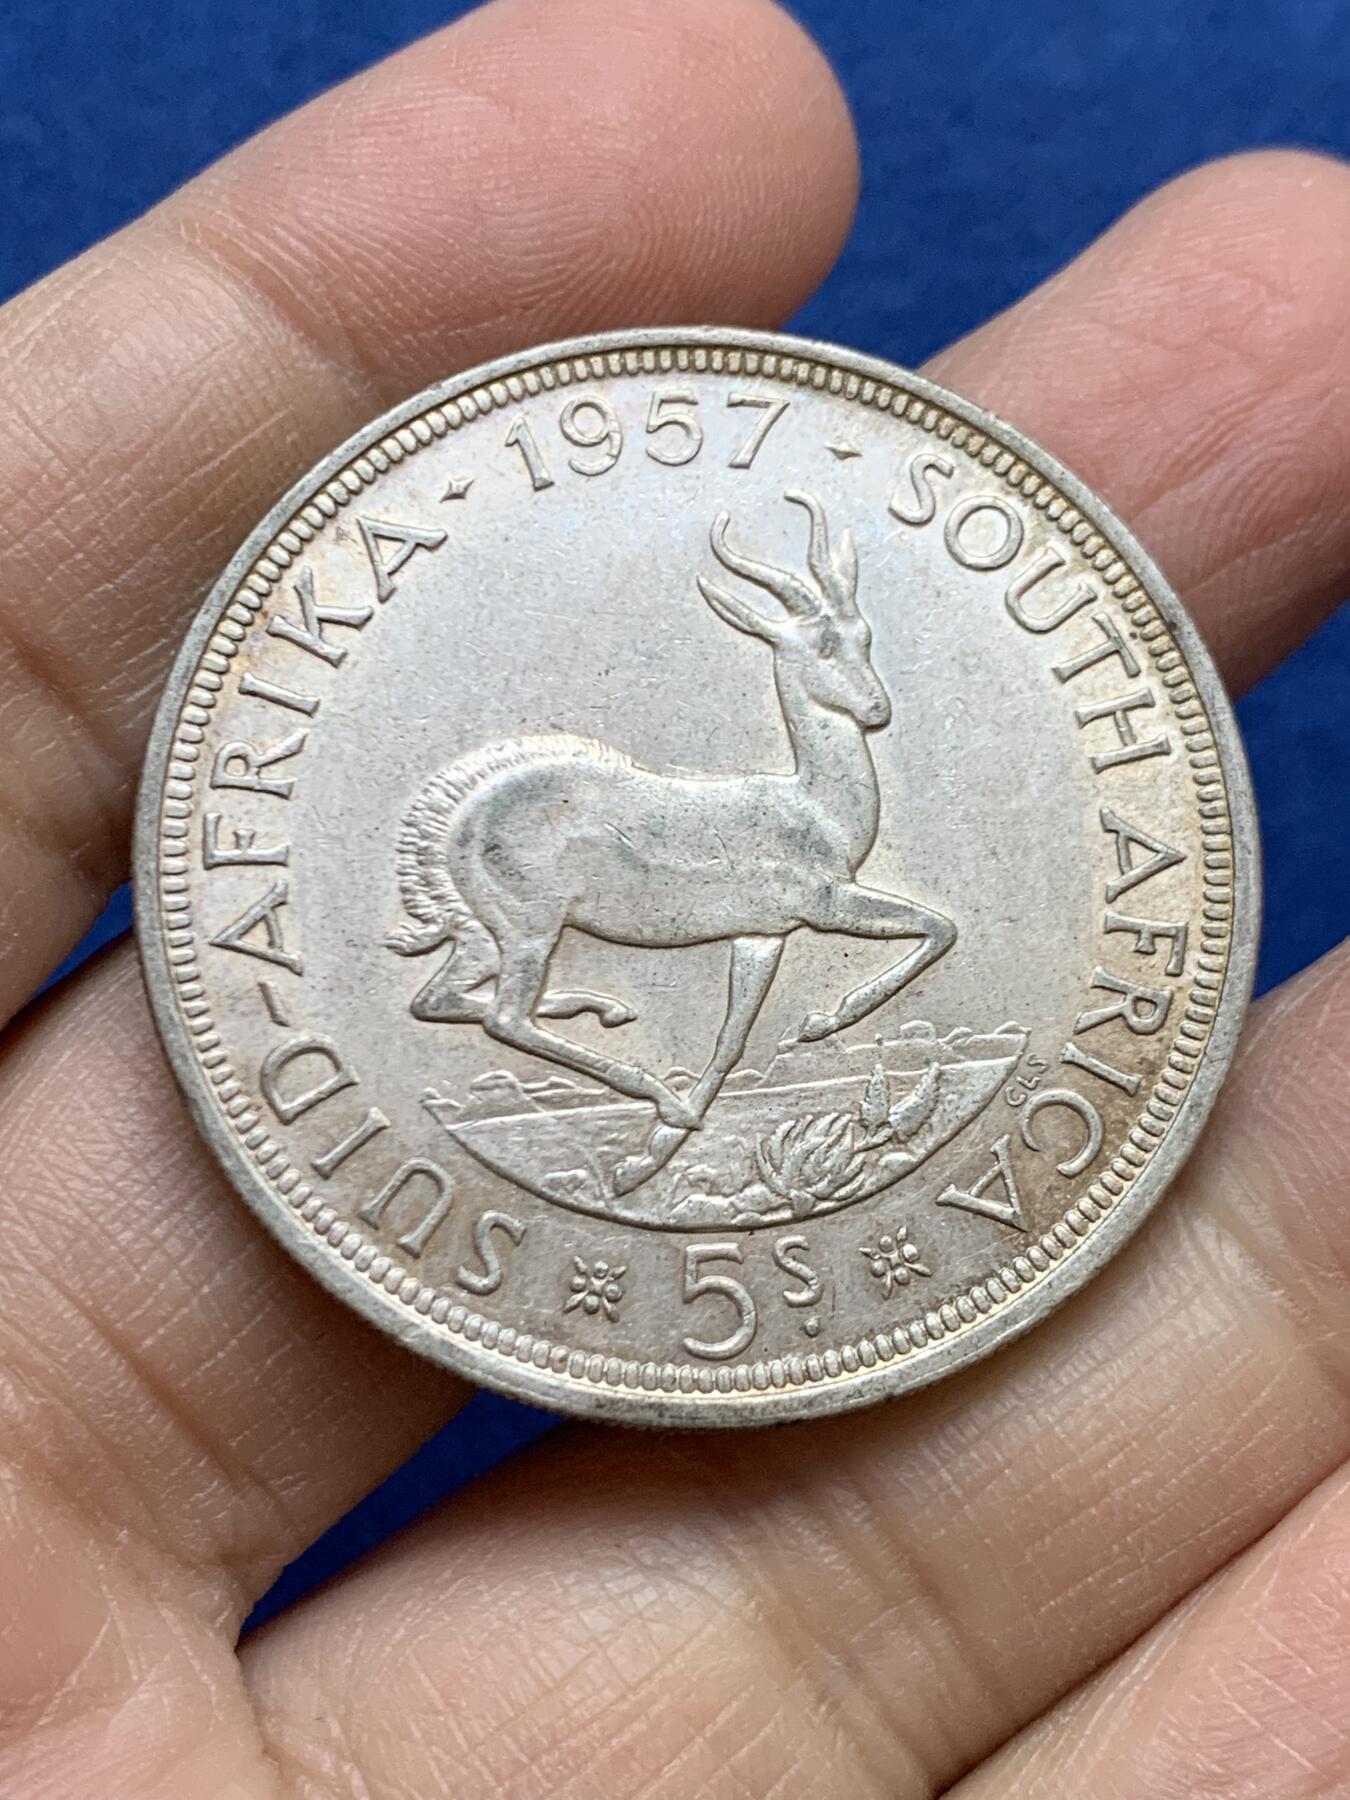 SUID-AFRIKA · 1957 · SOUTH AFRICA
CLS
5S.